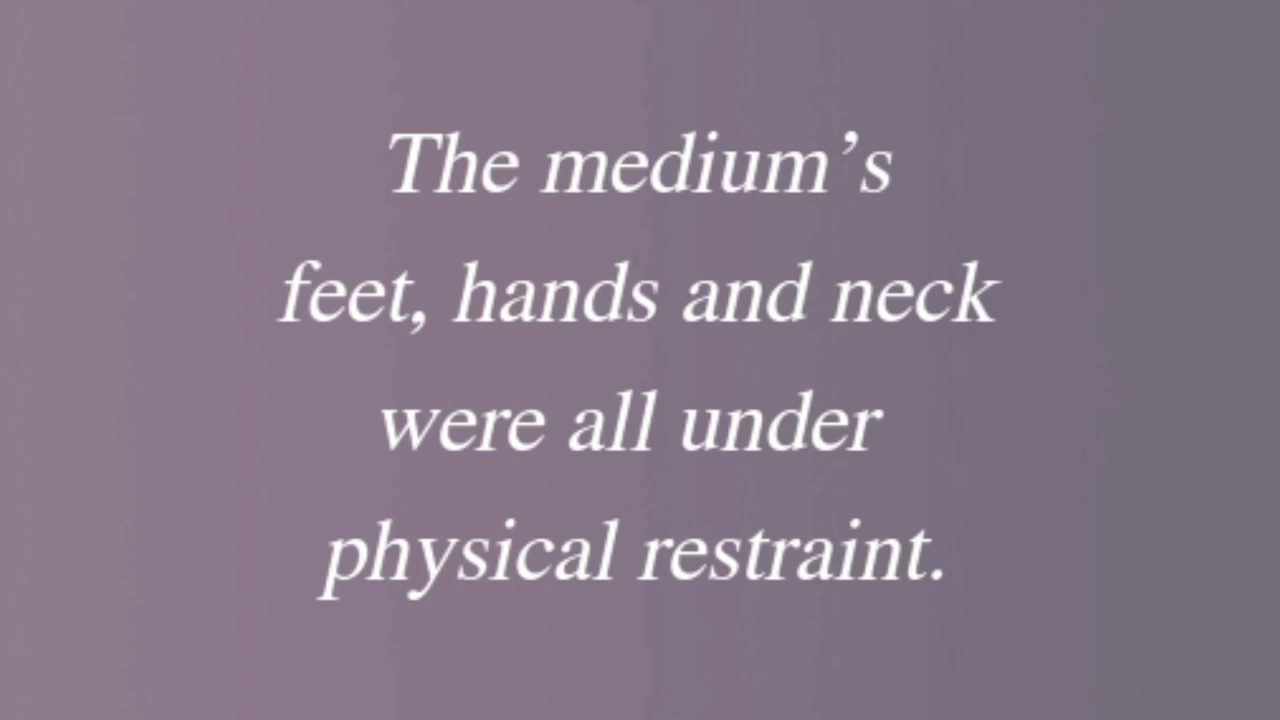 The medium’s
feet, hands and neck
were all under
physical restraint.